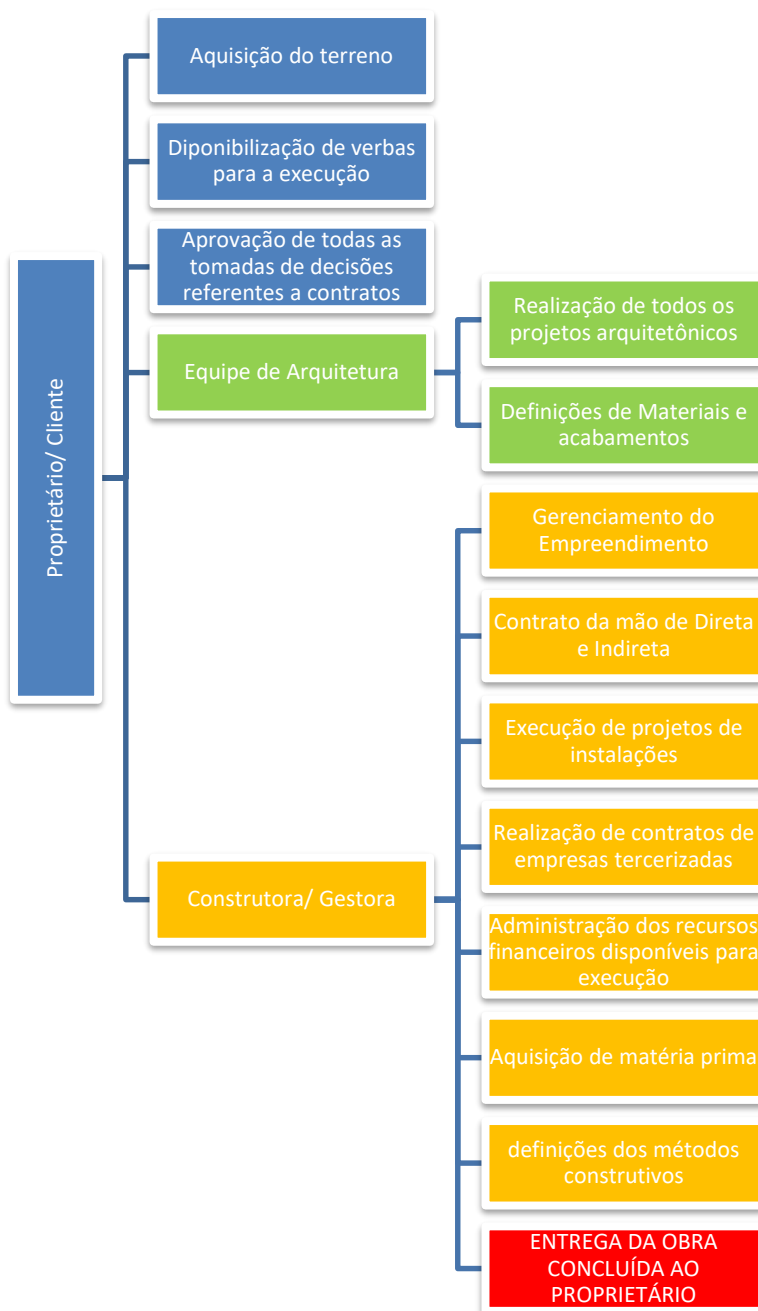 Proprietário/ Cliente
Aquisição do terreno
Diponibilização de verbas
para a execução
Aprovação de todas as
tomadas de decisões
referentes a contratos
Equipe de Arquitetura
Realização de todos os
projetos arquitetônicos
Definições de Materiais e
acabamentos
Construtora/ Gestora
Gerenciamento do
Empreendimento
Contrato da mão de Direta
e Indireta
Execução de projetos de
instalações
Realização de contratos de
empresas tercerizadas
Administração dos recursos
financeiros disponíveis para
execução
Aquisição de matéria prima
definições dos métodos
construtivos
ENTREGA DA OBRA
CONCLUÍDA AO
PROPRIETÁRIO